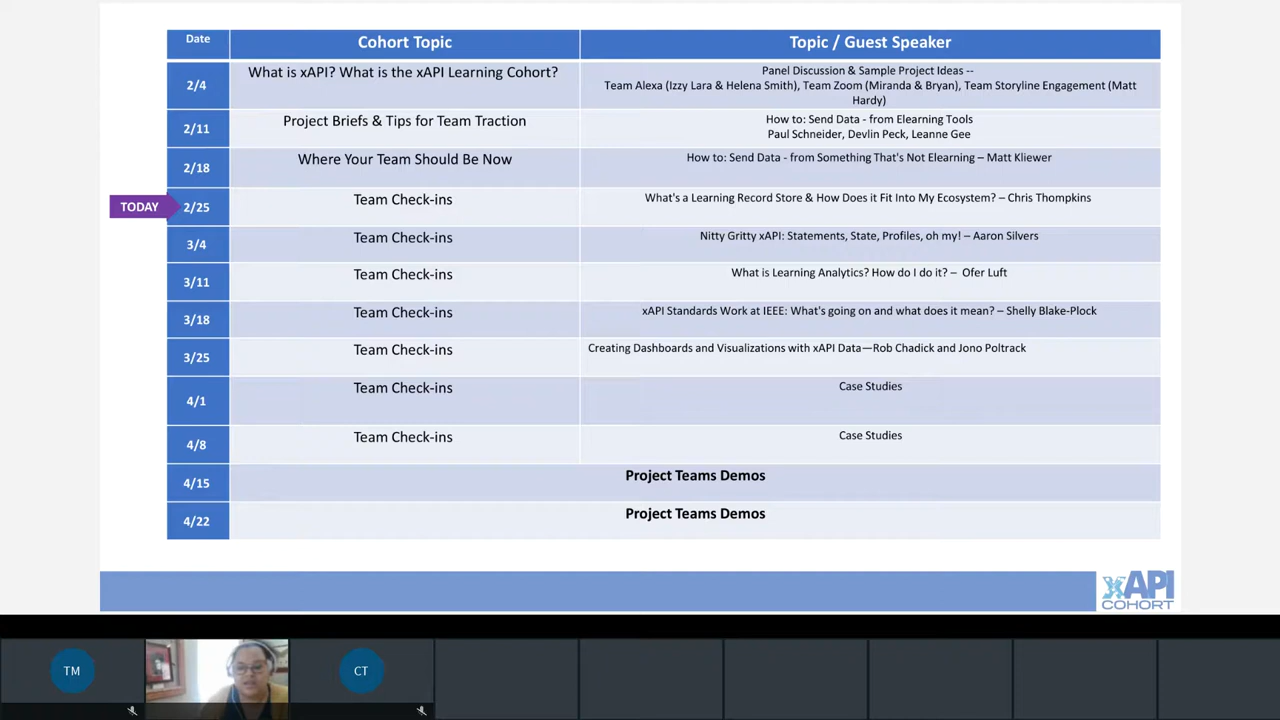 Date
Cohort Topic
Topic / Guest Speaker
2/4
What is xAPI? What is the xAPI Learning Cohort?
Panel Discussion & Sample Project Ideas --
Team Alexa (Izzy Lara & Helena Smith), Team Zoom (Miranda & Bryan), Team Storyline Engagement (Matt
Hardy)
2/11
Project Briefs & Tips for Team Traction
How to: Send Data - from Elearning Tools
Paul Schneider, Devlin Peck, Leanne Gee
2/18
Where Your Team Should Be Now
How to: Send Data - from Something That's Not Elearning – Matt Kliewer
TODAY
2/25
Team Check-ins
What's a Learning Record Store & How Does it Fit Into My Ecosystem? – Chris Thompkins
3/4
Team Check-ins
Nitty Gritty xAPI: Statements, State, Profiles, oh my! – Aaron Silvers
3/11
Team Check-ins
What is Learning Analytics? How do I do it? – Ofer Luft
3/18
Team Check-ins
xAPI Standards Work at IEEE: What's going on and what does it mean? – Shelly Blake-Plock
3/25
Team Check-ins
Creating Dashboards and Visualizations with xAPI Data—Rob Chadick and Jono Poltrack
4/1
Team Check-ins
Case Studies
4/8
Team Check-ins
Case Studies
4/15
Project Teams Demos
4/22
Project Teams Demos
xAPI
COHORT
TM
CT